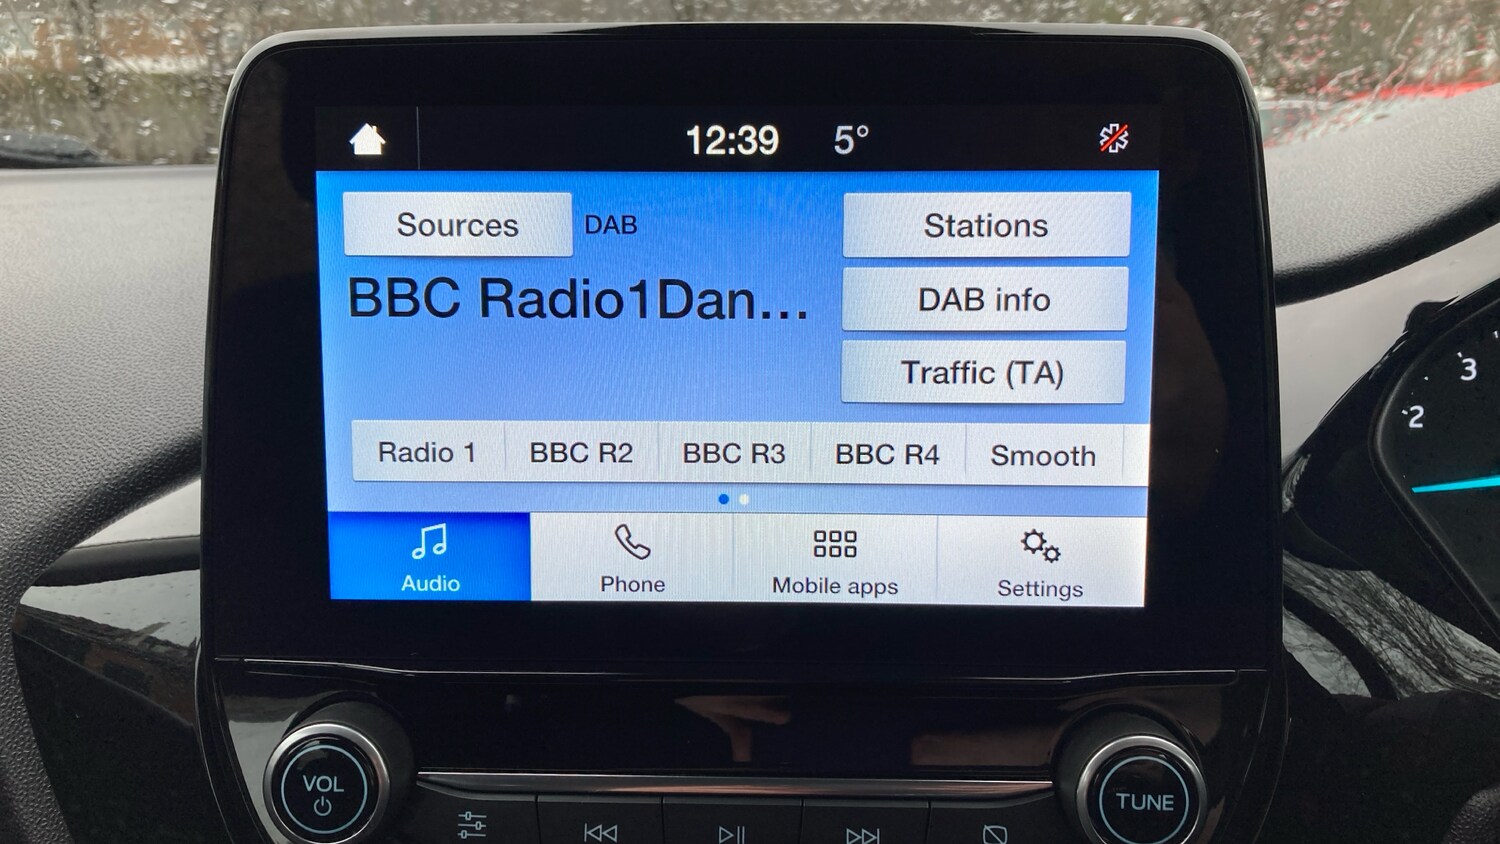 12:39 5°
Sources DAB Stations
BBC Radio1Dan...
DAB info
Traffic (TA)
Radio 1 BBC R2 BBC R3 BBC R4 Smooth
Audio Phone Mobile apps Settings
3
2
VOL
TUNE